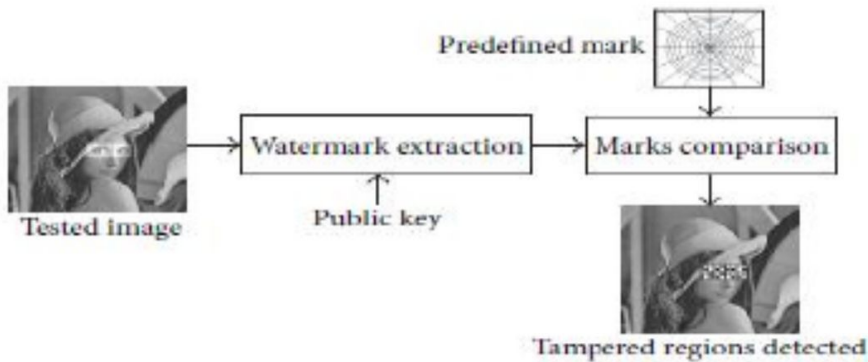 Predefined mark
Watermark extraction
Marks comparison
Tested image
Public key
Tampered regions detected